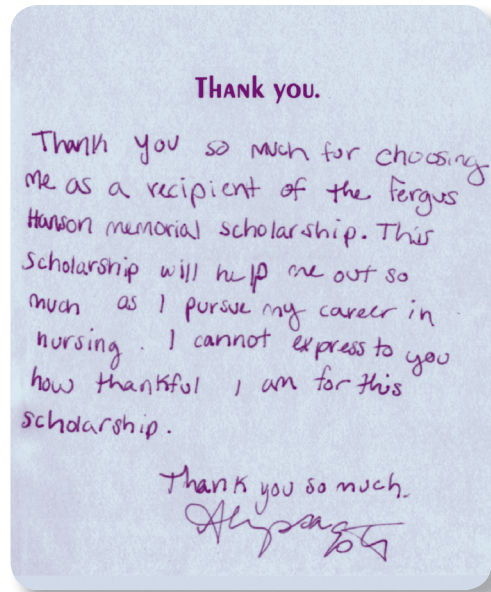 Thank you.
Thank you so much for choosing
me as a recipient of the Fergus
Hanson memorial scholarship. This
scholarship will help me out so
much as I pursue my career in
nursing. I cannot express to you
how thankful I am for this
scholarship.
Thank you so much.